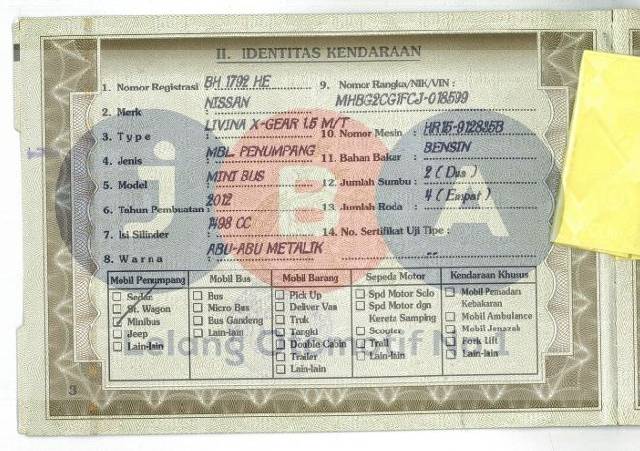 II. IDENTITAS KENDARAAN
1. Nomor Registrasi : BH 1792 HE
2. Merk : NISSAN
3. Type : LIVINA X-GEAR 1.5 M/T
4. Jenis : MBL. PENUMPANG
5. Model : MINI BUS
6. Tahun Pembuatan : 2012
7. Isi Silinder : 1498 CC
8. Warna : ABU-ABU METALIK
9. Nomor Rangka/NIK/VIN :
MHBG2CG1FCJ-018599
10. Nomor Mesin :
11. Bahan Bakar : BENSIN
12. Jumlah Sumbu : 2 ( Dua )
13. Jumlah Roda : 4 ( Empat )
14. No. Sertifikat Uji Tipe :
--
Mobil Penumpang
Sedan
St. Wagon
Minibus
Jeep
Lain-lain
Mobil Bus
Bus
Micro Bus
Bus Gandeng
Lain-lain
Mobil Barang
Pick Up
Deliver Van
Truk
Tangki
Double Cabin
Trailer
Lain-lain
Sepeda Motor
Spd Motor Solo
Spd Motor dgn
Kereta Samping
Scooter
Trail
Lain-lain
Kendaraan Khusus
Mobil Pemadan
Kebakaran
Mobil Ambulance
Mobil Jenazah
Fork Lift
Lain-lain
iBA
3